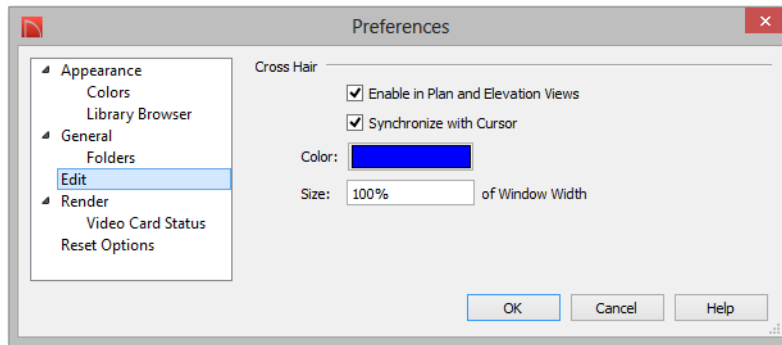 Preferences
Appearance
Colors
Library Browser
General
Folders
Edit
Render
Video Card Status
Reset Options
Cross Hair
Enable in Plan and Elevation Views
Synchronize with Cursor
Color:
Size: 100% of Window Width
OK Cancel Help